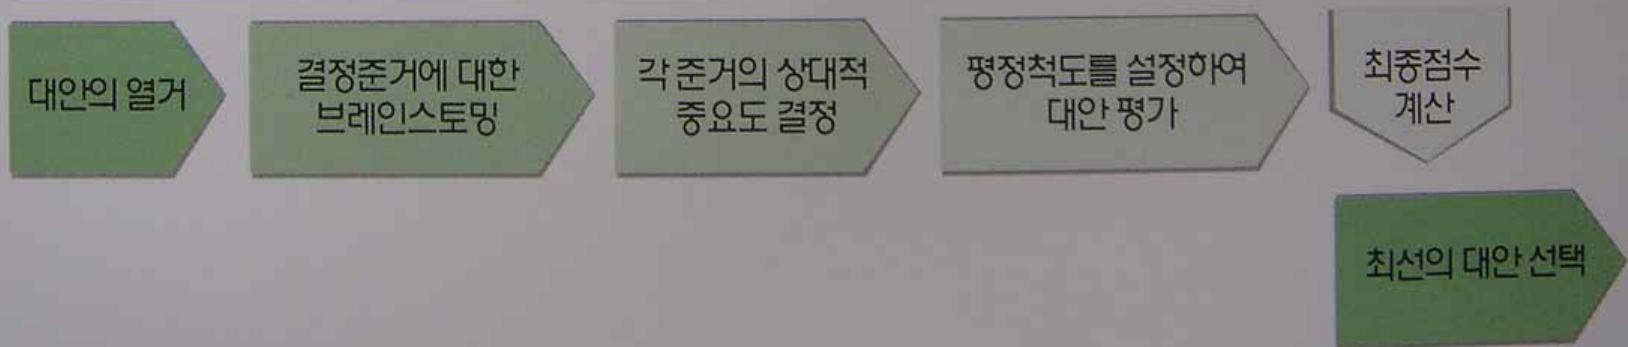 대안의 열거
결정준거에 대한
브레인스토밍
각 준거의 상대적
중요도 결정
평정척도를 설정하여
대안 평가
최종점수
계산
최선의 대안 선택